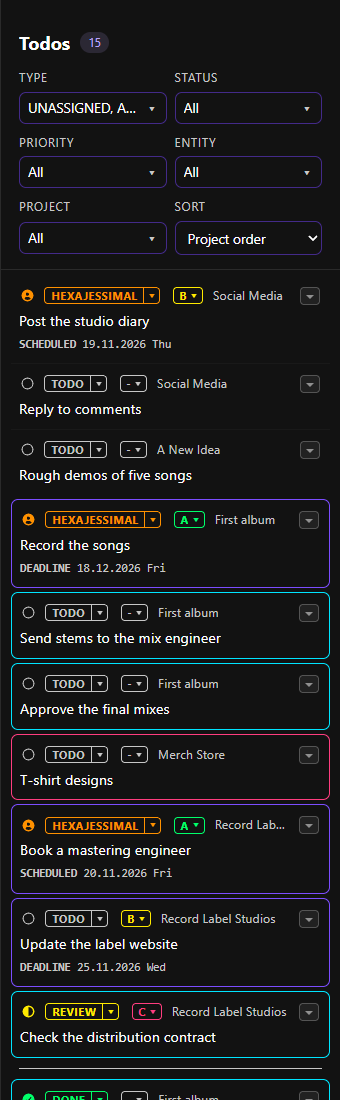 Todos 15
TYPE STATUS
UNASSIGNED, A... All
PRIORITY ENTITY
All All
PROJECT SORT
All Project order
HEXAJESSIMAL B Social Media
Post the studio diary
SCHEDULED 19.11.2026 Thu
TODO - Social Media
Reply to comments
TODO - A New Idea
Rough demos of five songs
HEXAJESSIMAL A First album
Record the songs
DEADLINE 18.12.2026 Fri
TODO - First album
Send stems to the mix engineer
TODO - First album
Approve the final mixes
TODO - Merch Store
T-shirt designs
HEXAJESSIMAL A Record Lab...
Book a mastering engineer
SCHEDULED 20.11.2026 Fri
TODO B Record Label Studios
Update the label website
DEADLINE 25.11.2026 Wed
REVIEW C Record Label Studios
Check the distribution contract
DONE - First album